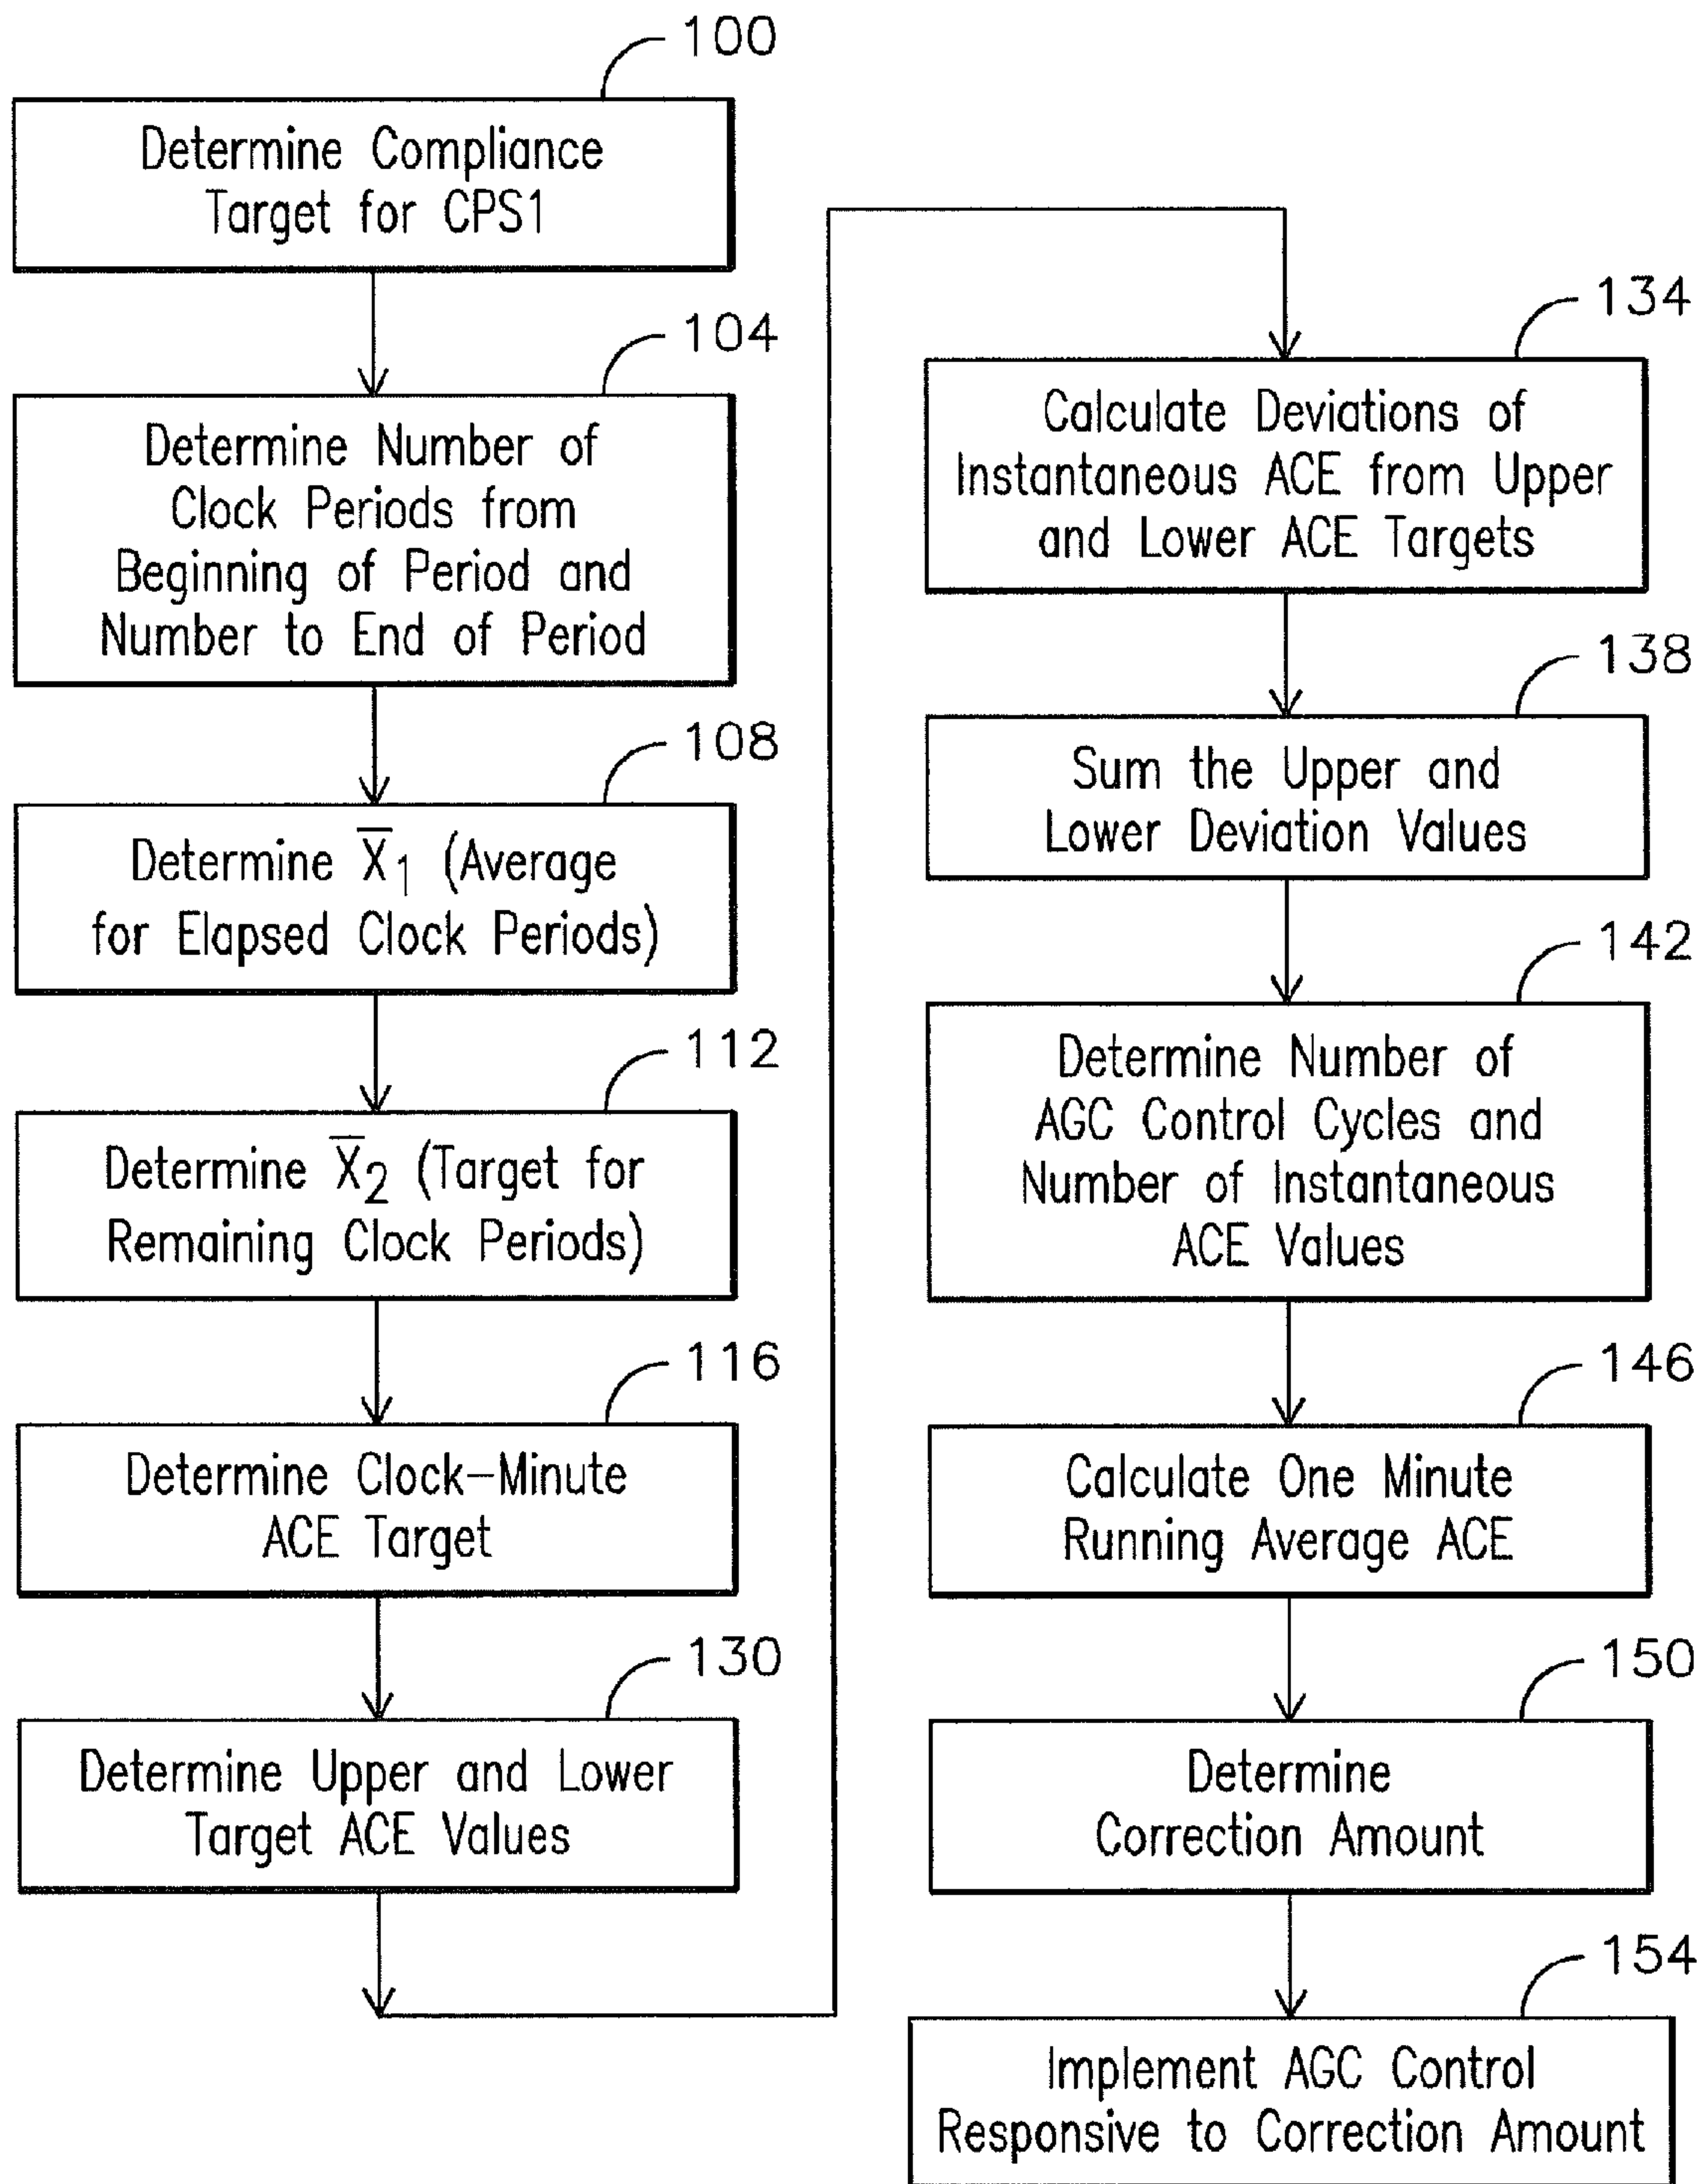 100
Determine Compliance
Target for CPS1
104
Determine Number of
Clock Periods from
Beginning of Period and
Number to End of Period
108
Determine X̅1 (Average
for Elapsed Clock Periods)
112
Determine X̅2 (Target for
Remaining Clock Periods)
116
Determine Clock-Minute
ACE Target
130
Determine Upper and Lower
Target ACE Values
134
Calculate Deviations of
Instantaneous ACE from Upper
and Lower ACE Targets
138
Sum the Upper and
Lower Deviation Values
142
Determine Number of
AGC Control Cycles and
Number of Instantaneous
ACE Values
146
Calculate One Minute
Running Average ACE
150
Determine
Correction Amount
154
Implement AGC Control
Responsive to Correction Amount